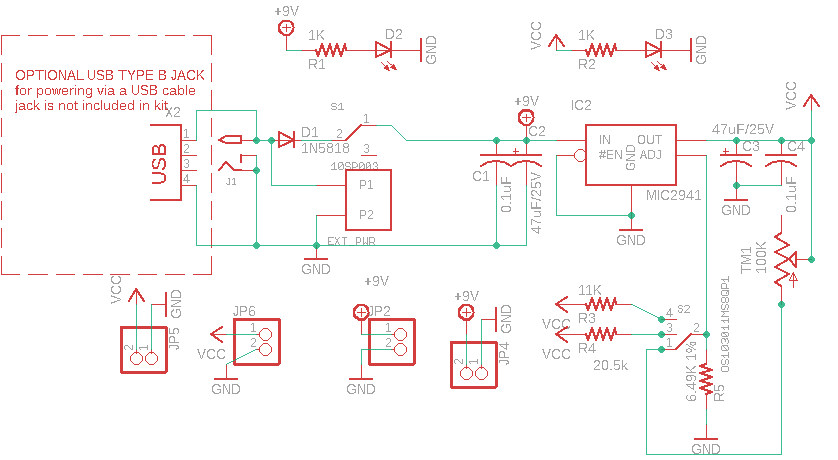 +9V
1K
R1
D2
GND
VCC
1K
R2
D3
GND
OPTIONAL USB TYPE B JACK
for powering via a USB cable
jack is not included in kit
X2
USB
1
2
3
4
J1
D1
1N5818
S1
1
2
3
10SP003
P1
P2
EXT PWR
GND
+9V
C2
C1
0.1uF
47uF/25V
IC2
IN
OUT
#EN
GND
ADJ
MIC2941
GND
47uF/25V
C3
C4
0.1uF
GND
VCC
TM1
100K
VCC
GND
2
1
JP5
JP6
1
2
VCC
GND
+9V
JP2
1
2
GND
+9V
GND
2
1
JP4
11K
R3
VCC
R4
VCC
20.5k
S2
4
3
2
1
OS103011MS8QP1
6.49K 1%
R5
GND